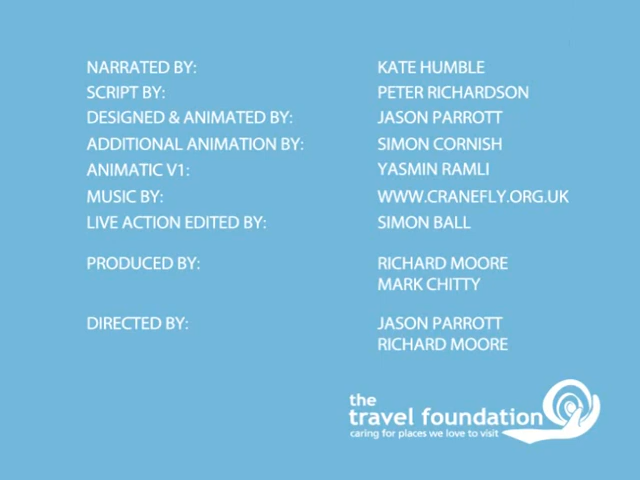 NARRATED BY: KATE HUMBLE
SCRIPT BY: PETER RICHARDSON
DESIGNED & ANIMATED BY: JASON PARROTT
ADDITIONAL ANIMATION BY: SIMON CORNISH
ANIMATIC V1: YASMIN RAMLI
MUSIC BY: WWW.CRANEFLY.ORG.UK
LIVE ACTION EDITED BY: SIMON BALL
PRODUCED BY: RICHARD MOORE
MARK CHITTY
DIRECTED BY: JASON PARROTT
RICHARD MOORE
the
travel foundation
caring for places we love to visit